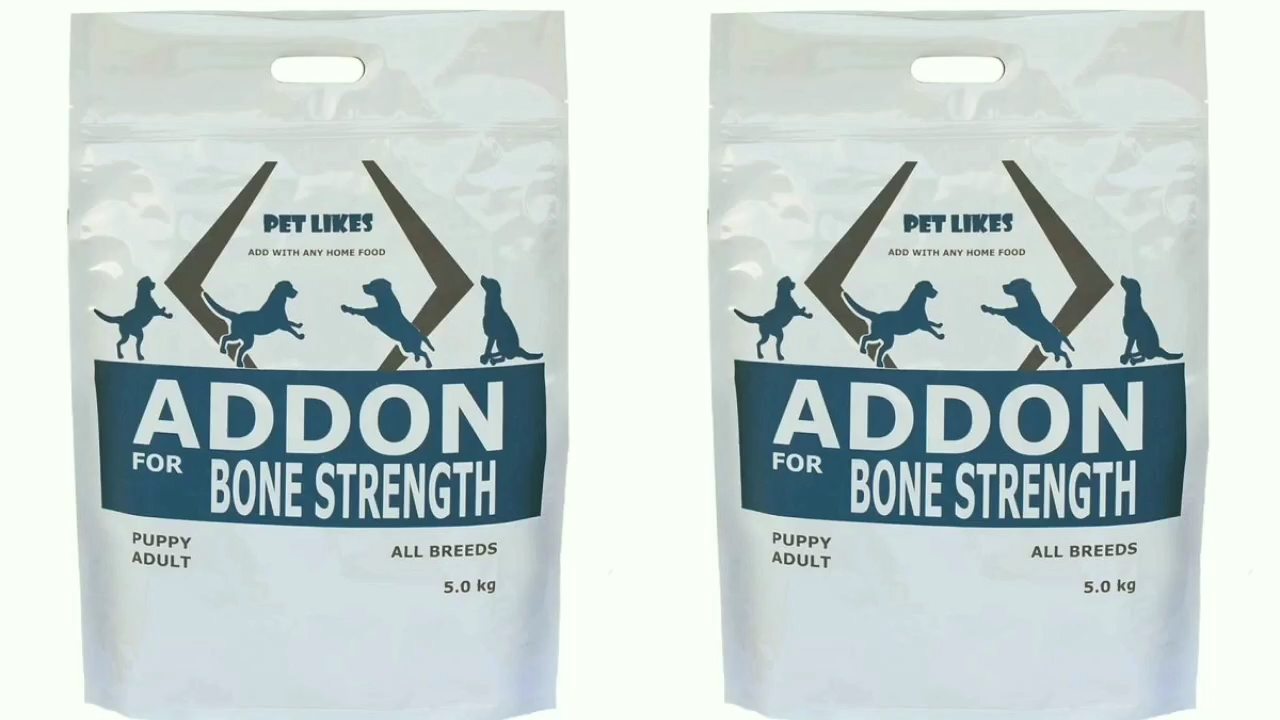 PET LIKES
ADD WITH ANY HOME FOOD
ADDON
FOR BONE STRENGTH
PUPPY
ADULT
ALL BREEDS
5.0 kg
PET LIKES
ADD WITH ANY HOME FOOD
ADDON
FOR BONE STRENGTH
PUPPY
ADULT
ALL BREEDS
5.0 kg